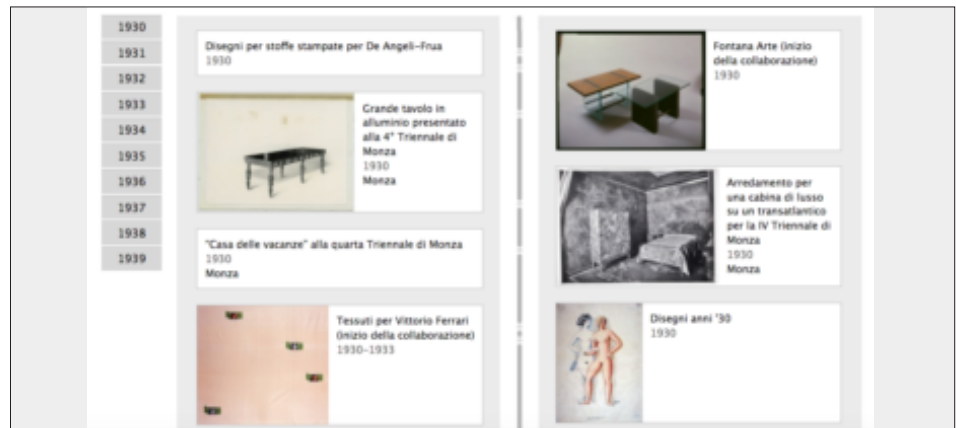 1930
1931
1932
1933
1934
1935
1936
1937
1938
1939
Disegni per stoffe stampate per De Angeli-Frua
1930
Grande tavolo in
alluminio presentato
alla 4° Triennale di
Monza
1930
Monza
"Casa delle vacanze" alla quarta Triennale di Monza
1930
Monza
Tessuti per Vittorio Ferrari
(inizio della collaborazione)
1930-1933
Fontana Arte (inizio
della collaborazione)
1930
Arredamento per
una cabina di lusso
su un transatlantico
per la IV Triennale di
Monza
1930
Monza
Disegni anni '30
1930